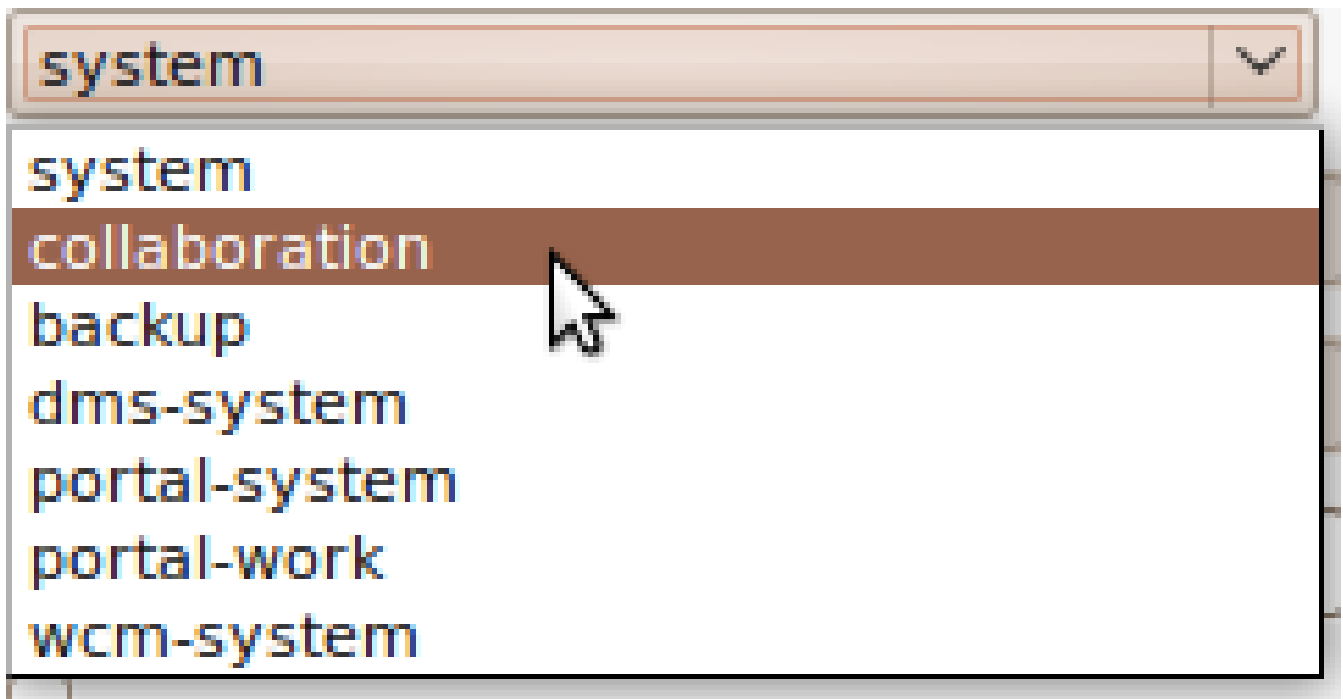 system
system
collaboration
backup
dms-system
portal-system
portal-work
wcm-system